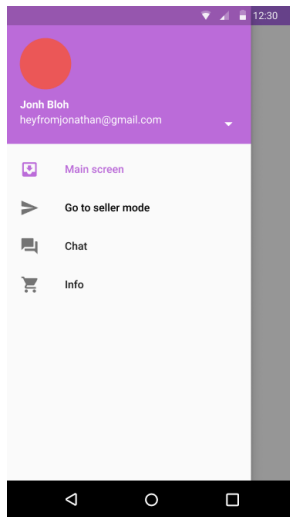 12:30
Jonh Bloh
heyfromjonathan@gmail.com
Main screen
Go to seller mode
Chat
Info